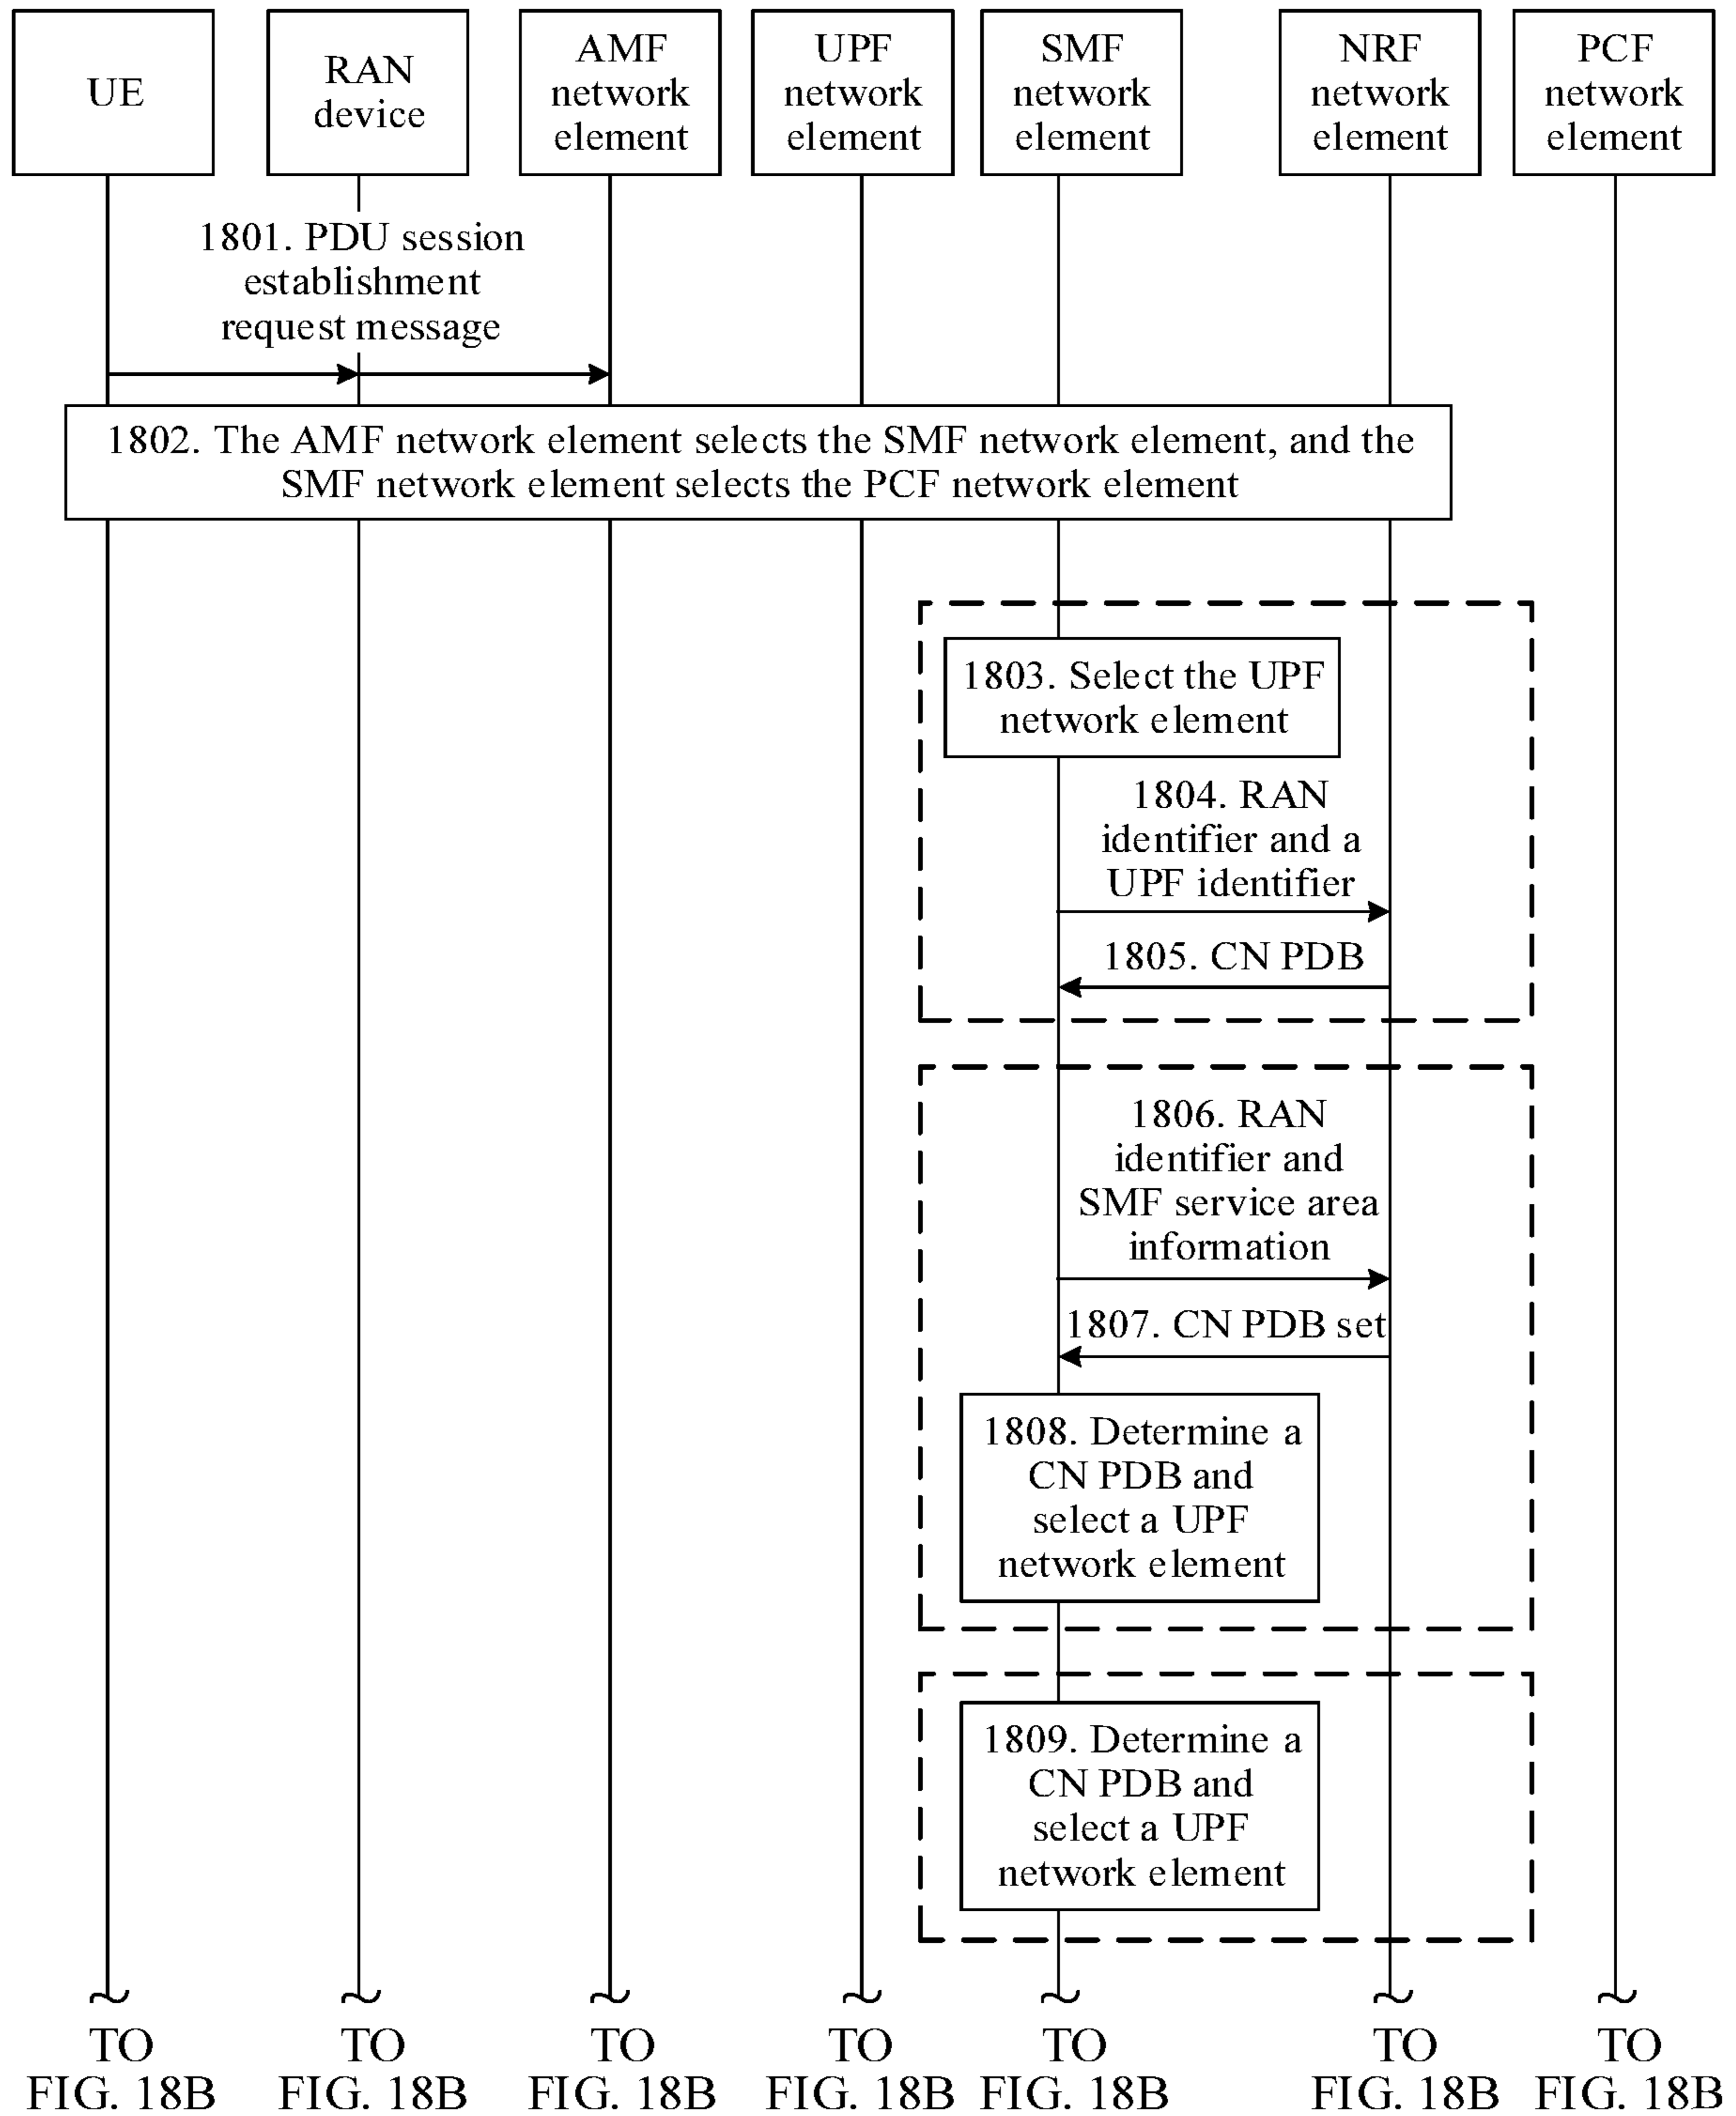 UE
RAN
device
AMF
network
element
UPF
network
element
SMF
network
element
NRF
network
element
PCF
network
element
1801. PDU session
establishment
request message
1802. The AMF network element selects the SMF network element, and the
SMF network element selects the PCF network element
1803. Select the UPF
network element
1804. RAN
identifier and a
UPF identifier
1805. CN PDB
1806. RAN
identifier and
SMF service area
information
1807. CN PDB set
1808. Determine a
CN PDB and
select a UPF
network element
1809. Determine a
CN PDB and
select a UPF
network element
TO
FIG. 18B
TO
FIG. 18B
TO
FIG. 18B
TO
FIG. 18B
TO
FIG. 18B
TO
FIG. 18B
TO
FIG. 18B